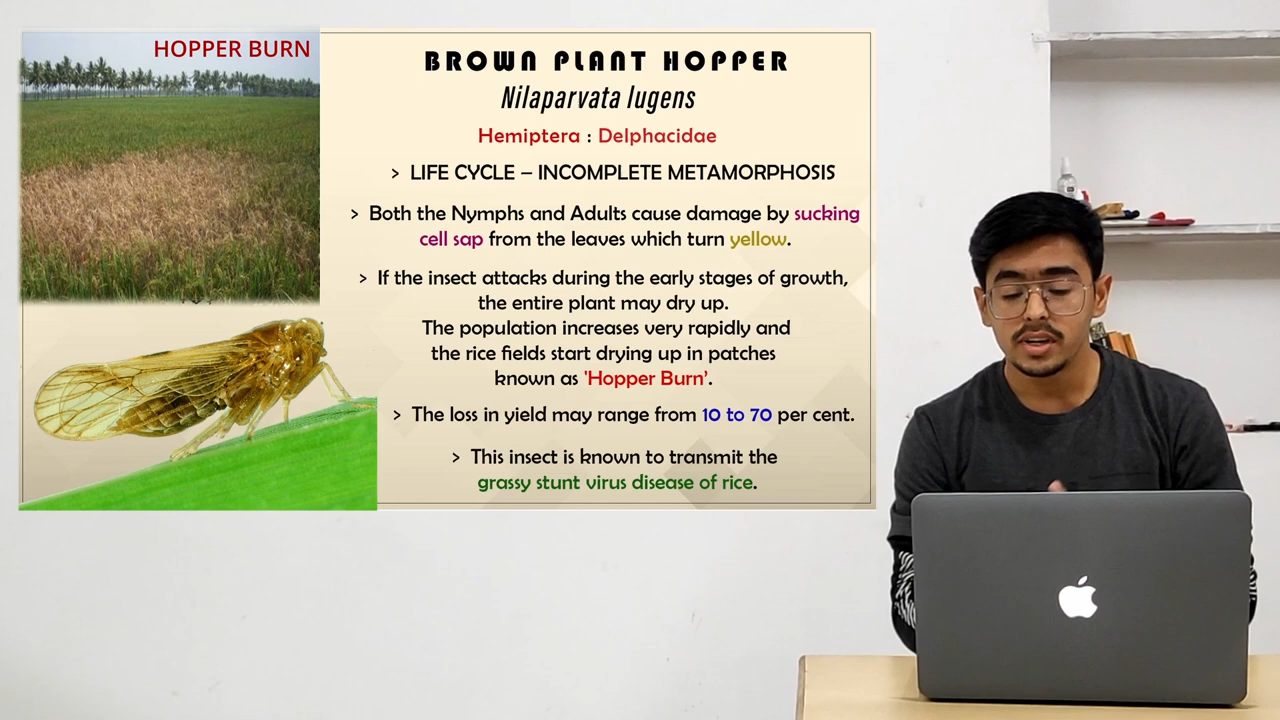 HOPPER BURN
BROWN PLANT HOPPER
Nilaparvata lugens
Hemiptera : Delphacidae
> LIFE CYCLE – INCOMPLETE METAMORPHOSIS
> Both the Nymphs and Adults cause damage by sucking
cell sap from the leaves which turn yellow.
> If the insect attacks during the early stages of growth,
the entire plant may dry up.
The population increases very rapidly and
the rice fields start drying up in patches
known as 'Hopper Burn’.
> The loss in yield may range from 10 to 70 per cent.
> This insect is known to transmit the
grassy stunt virus disease of rice.